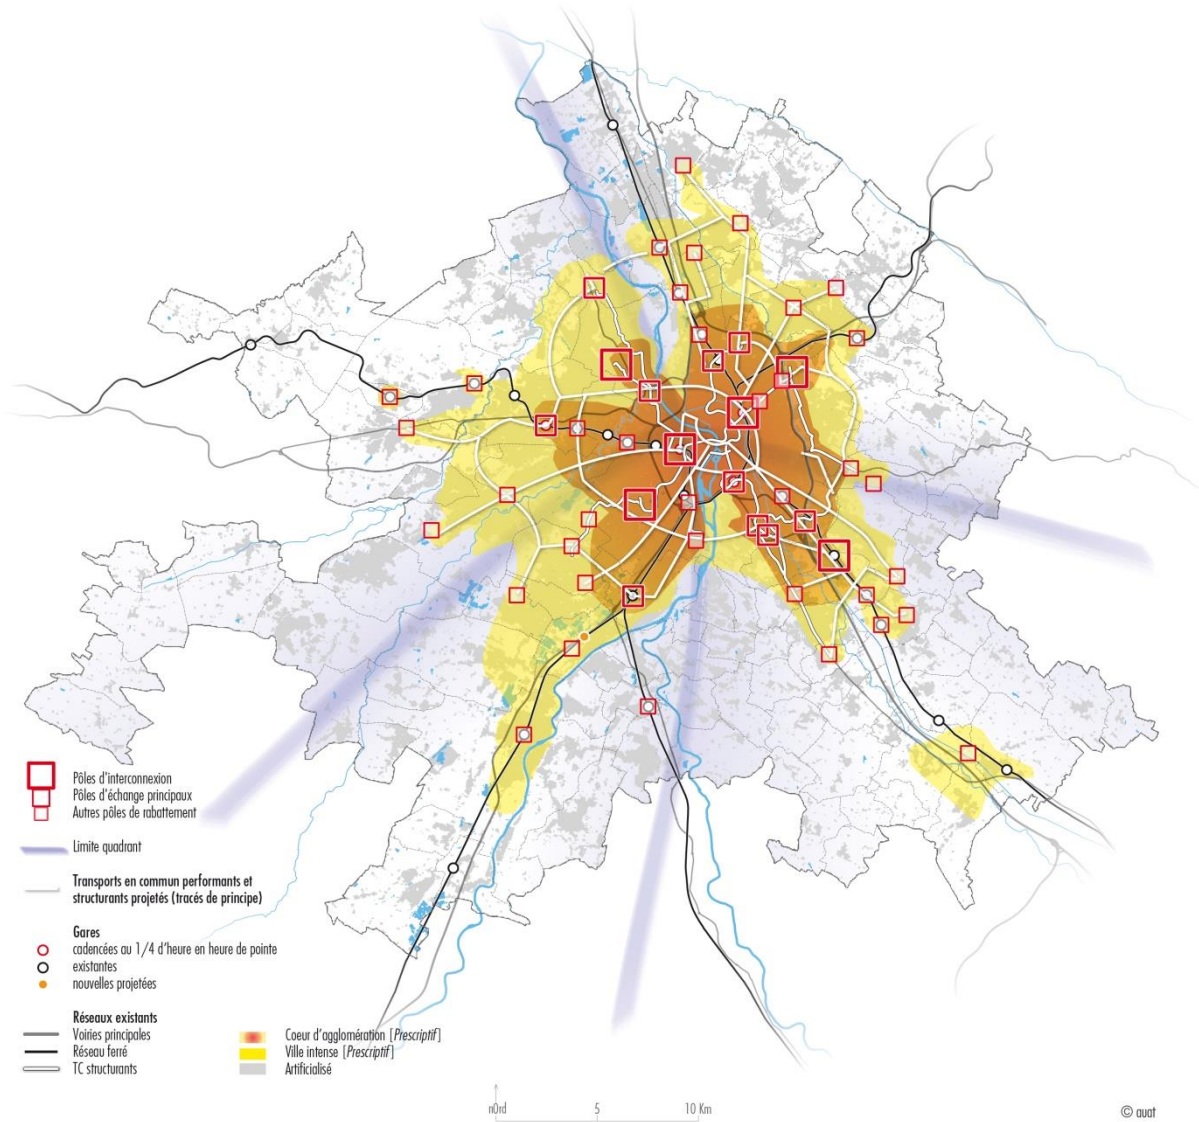 Pôles d'interconnexion
Pôles d'échange principaux
Autres pôles de rabattement
Limite quadrant
Transports en commun performants et
structurants projetés (tracés de principe)
Gares
cadencées au 1/4 d'heure en heure de pointe
existantes
nouvelles projetées
Réseaux existants
Voiries principales
Réseau ferré
TC structurants
Coeur d'agglomération [Prescriptif]
Ville intense [Prescriptif]
Artificialisé
nOrd 5 10 Km
© auat